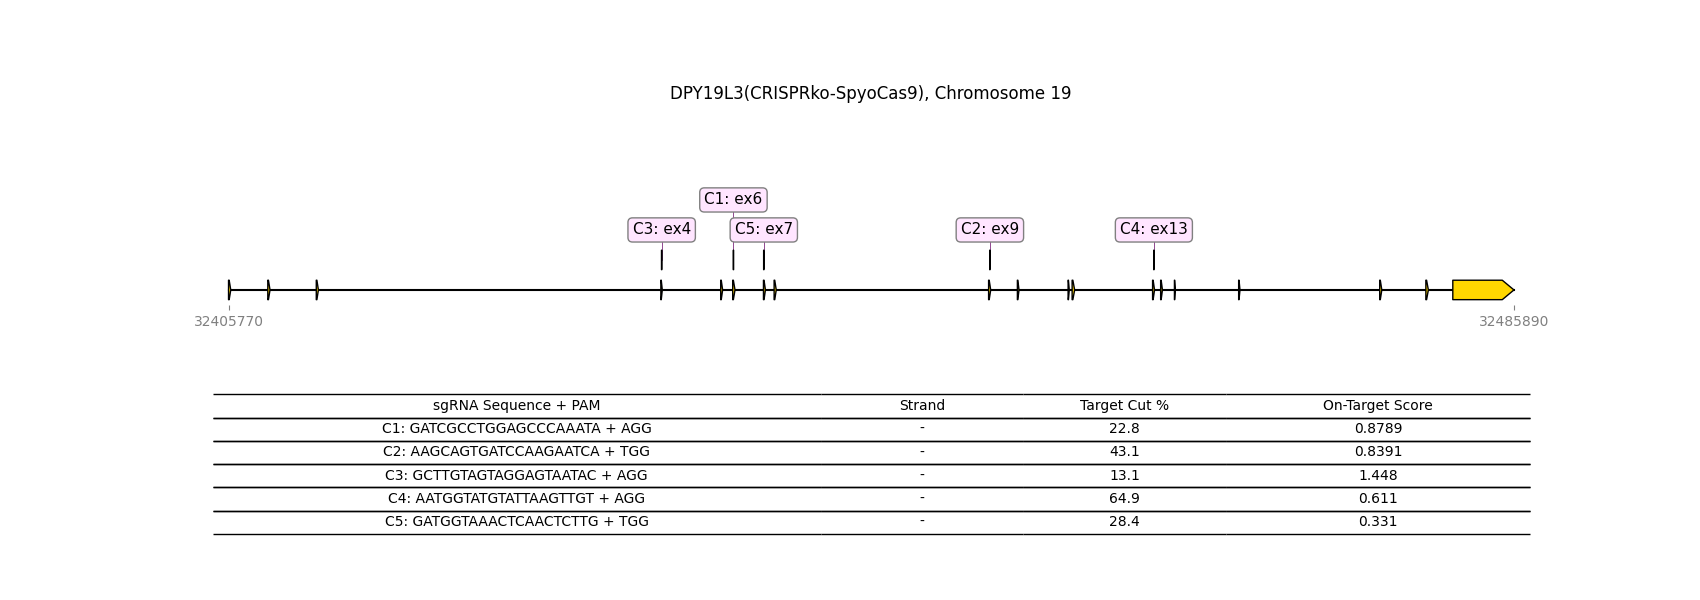 DPY19L3(CRISPRko-SpyoCas9), Chromosome 19
C1: ex6
C3: ex4
C5: ex7
C2: ex9
C4: ex13
32405770
32485890
sgRNA Sequence + PAM Strand Target Cut % On-Target Score
C1: GATCGCCTGGAGCCCAAATA + AGG - 22.8 0.8789
C2: AAGCAGTGATCCAAGAATCA + TGG - 43.1 0.8391
C3: GCTTGTAGTAGGAGTAATAC + AGG - 13.1 1.448
C4: AATGGTATGTATTAAGTTGT + AGG - 64.9 0.611
C5: GATGGTAAACTCAACTCTTG + TGG - 28.4 0.331